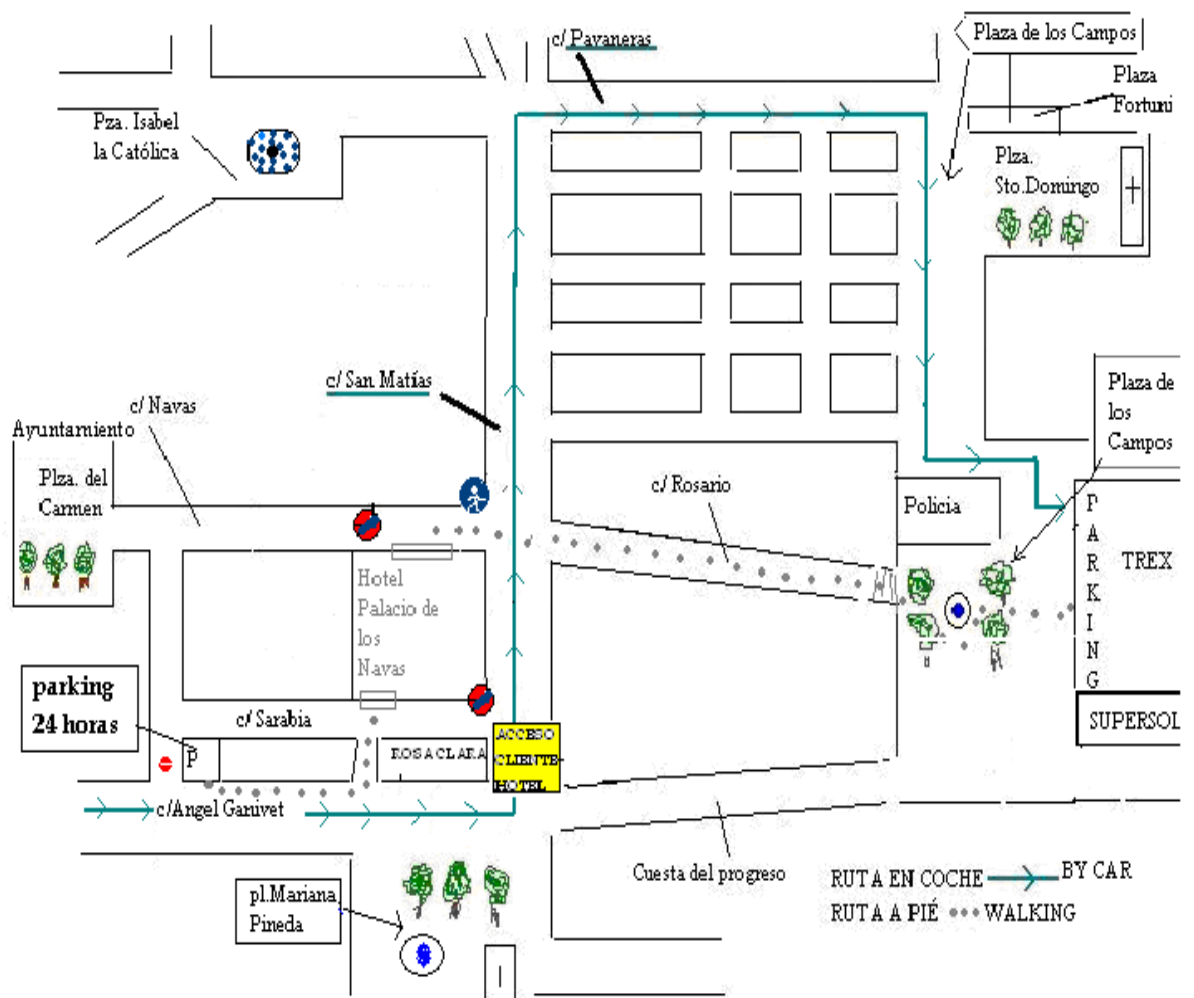 c/ Pavaneras
Plaza de los Campos
Plaza
Fortuni
Pza. Isabel
la Católica
Plza.
Sto.Domingo
c/ San Matías
c/ Navas
Ayuntamiento
Plza. del
Carmen
Plaza de
los
Campos
c/ Rosario
Policia
PARKING
TREX
Hotel
Palacio de
los
Navas
parking
24 horas
c/ Sarabia
P
ROSACLARA
ACCESO
CLIENTE
HOTEL
SUPERSOL
c/Angel Ganivet
Cuesta del progreso
pl.Mariana
Pineda
RUTA EN COCHE BY CAR
RUTA A PIÉ WALKING